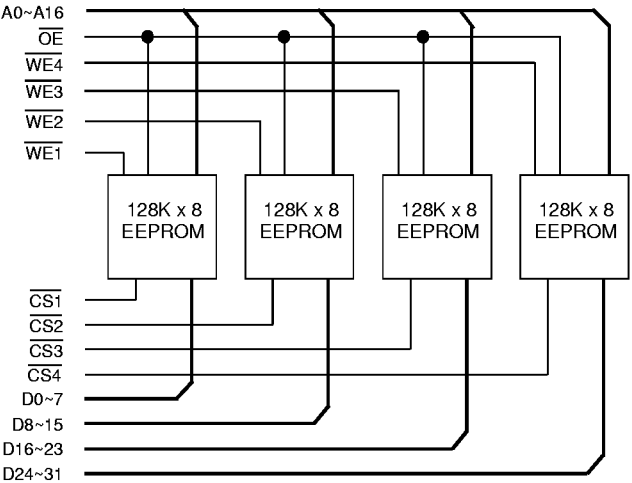 A0~A16
OE
WE4
WE3
WE2
WE1
128K x 8
EEPROM
128K x 8
EEPROM
128K x 8
EEPROM
128K x 8
EEPROM
CS1
CS2
CS3
CS4
D0~7
D8~15
D16~23
D24~31